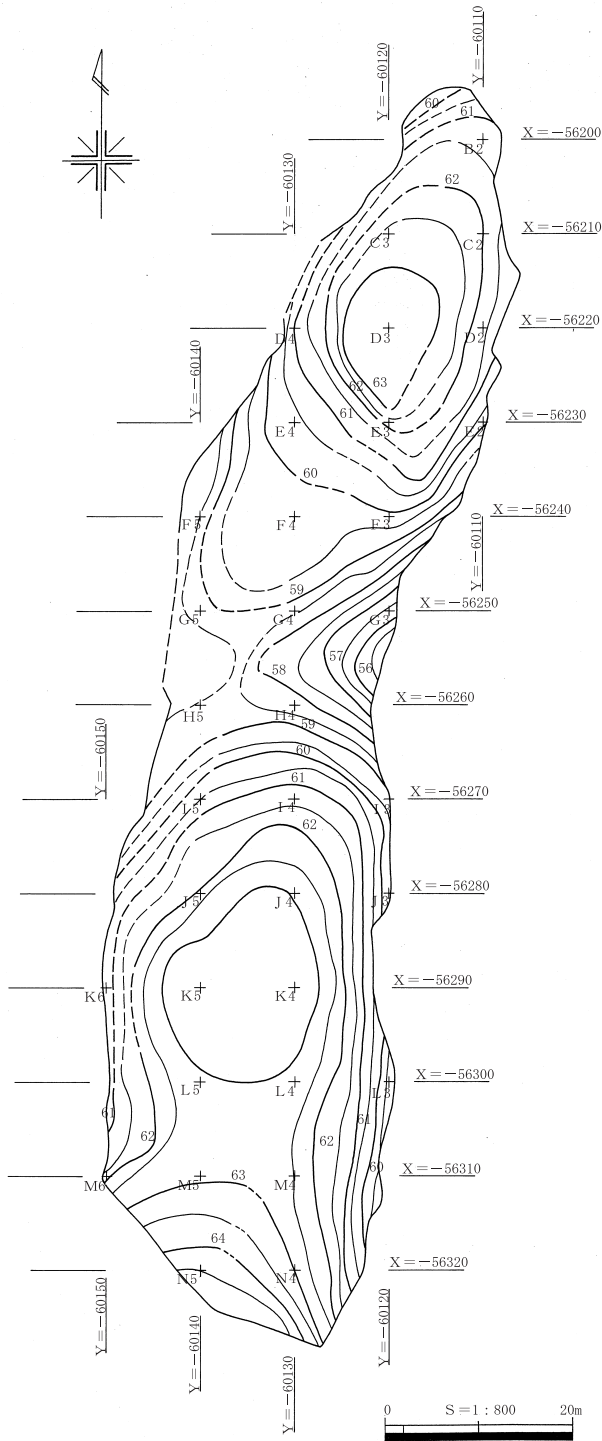 Y＝−60110
Y＝−60120
60
61
X＝−56200
B2
Y＝−60130
62
X＝−56210
C3
C2
X＝−56220
D4
D3
D2
Y＝−60140
62
63
61
X＝−56230
E4
E3
E2
60
X＝−56240
F5
F4
F3
Y＝−60110
59
X＝−56250
G5
G4
G3
57
58
56
X＝−56260
H5
H4
Y＝−60150
59
60
61
X＝−56270
I5
I4
I3
62
X＝−56280
J5
J4
J3
X＝−56290
K6
K5
K4
X＝−56300
L5
L4
L3
61
61
62
62
60
X＝−56310
M6
M5
M4
63
64
X＝−56320
N5
N4
Y＝−60150
Y＝−60140
Y＝−60130
Y＝−60120
0
S＝1：800
20m